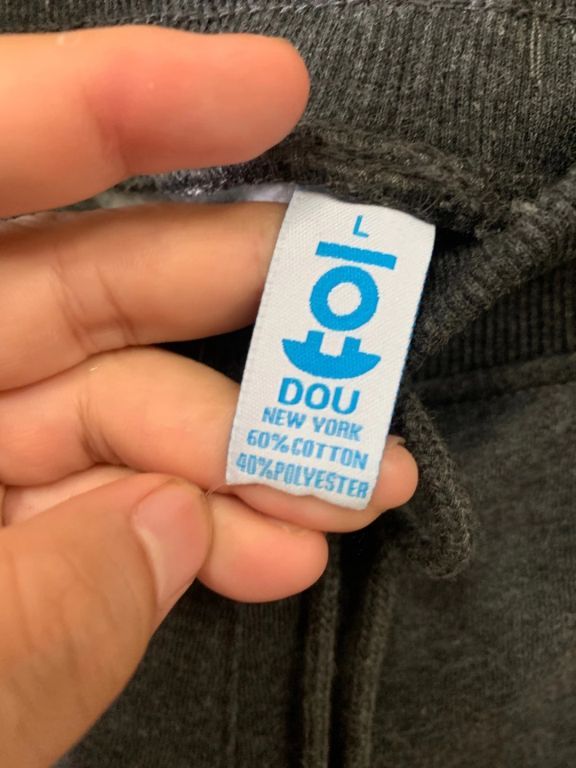 L
DOU
NEW YORK
60%COTTON
40%POLYESTER